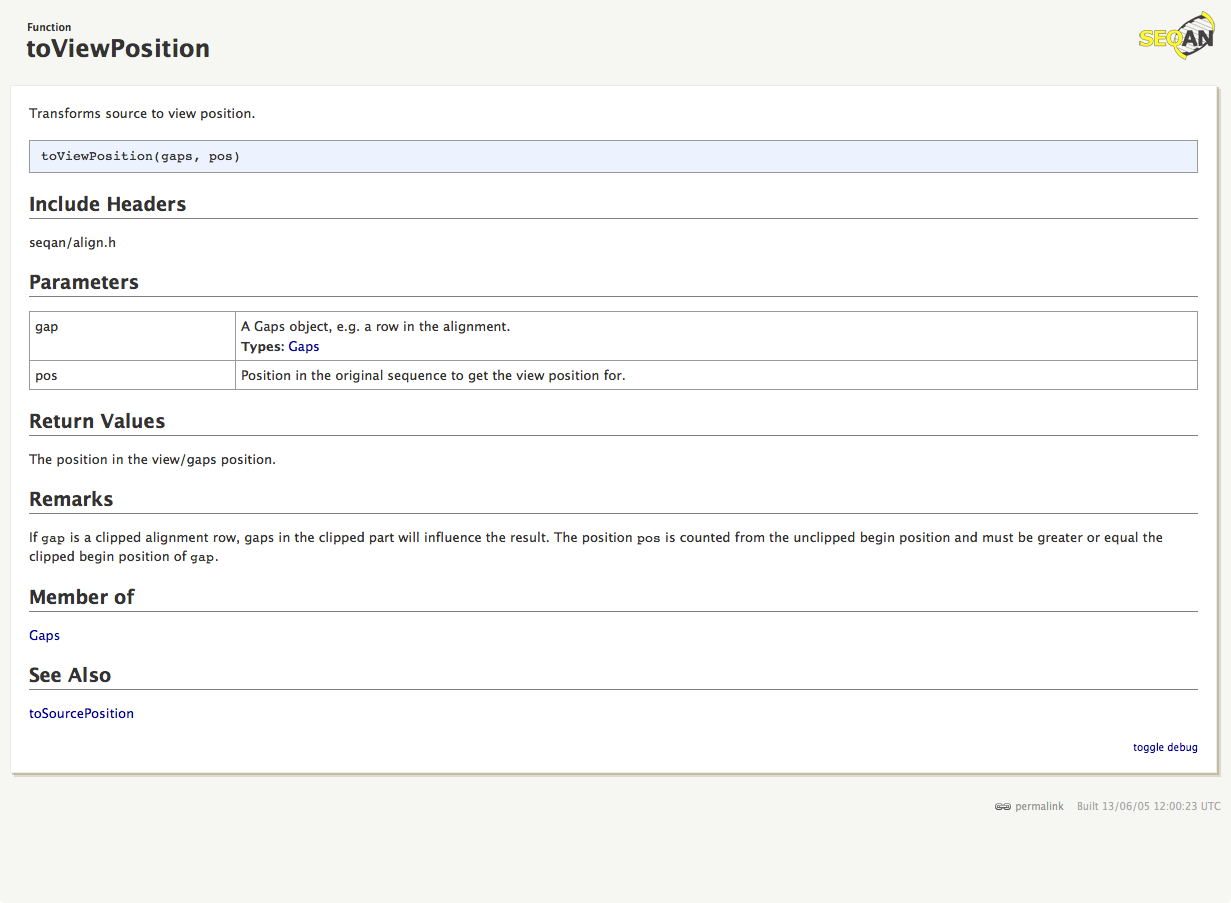 Function
toViewPosition
SEQAN
Transforms source to view position.
toViewPosition(gaps, pos)
Include Headers
seqan/align.h
Parameters
gap
A Gaps object, e.g. a row in the alignment.
Types: Gaps
pos
Position in the original sequence to get the view position for.
Return Values
The position in the view/gaps position.
Remarks
If gap is a clipped alignment row, gaps in the clipped part will influence the result. The position pos is counted from the unclipped begin position and must be greater or equal the
clipped begin position of gap.
Member of
Gaps
See Also
toSourcePosition
toggle debug
permalink Built 13/06/05 12:00:23 UTC